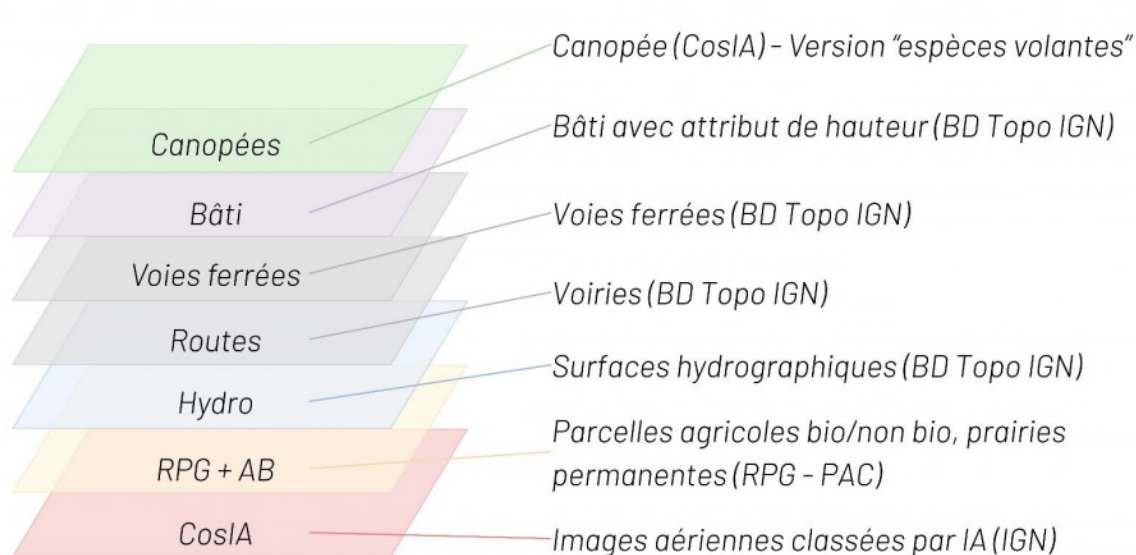 Canopée (CosIA) - Version "espèces volantes"
Canopées
Bâti avec attribut de hauteur (BD Topo IGN)
Bâti
Voies ferrées (BD Topo IGN)
Voies ferrées
Voiries (BD Topo IGN)
Routes
Surfaces hydrographiques (BD Topo IGN)
Hydro
Parcelles agricoles bio/non bio, prairies
permanentes (RPG - PAC)
RPG + AB
CosIA
Images aériennes classées par IA (IGN)